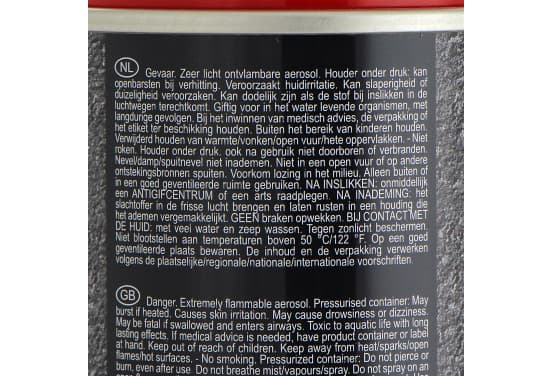 NL Gevaar. Zeer licht ontvlambare aerosol. Houder onder druk: kan
openbarsten bij verhitting. Veroorzaakt huidirritatie. Kan slaperigheid of
duizeligheid veroorzaken. Kan dodelijk zijn als de stof bij inslikken in de
luchtwegen terechtkomt. Giftig voor in het water levende organismen, met
langdurige gevolgen. Bij het inwinnen van medisch advies, de verpakking of
het etiket ter beschikking houden. Buiten het bereik van kinderen houden.
Verwijderd houden van warmte/vonken/open vuur/hete oppervlakken. - Niet
roken. Houder onder druk. ook na gebruik niet doorboren of verbranden.
Nevel/damp/spuitnevel niet inademen. Niet in een open vuur of op andere
ontstekingsbronnen spuiten. Voorkom lozing in het milieu. Alleen buiten of
in een goed geventileerde ruimte gebruiken. NA INSLIKKEN: onmiddellijk
een ANTIGIFCENTRUM of een arts raadplegen. NA INADEMING: het
slachtoffer in de frisse lucht brengen en laten rusten in een houding die
het ademen vergemakkelijkt. GEEN braken opwekken. BIJ CONTACT MET
DE HUID: met veel water en zeep wassen. Tegen zonlicht beschermen.
Niet blootstellen aan temperaturen boven 50 °C/122 °F. Op een goed
geventileerde plaats bewaren. De inhoud en de verpakking verwerken
volgens de plaatselijke/regionale/nationale/internationale voorschriften.
GB Danger. Extremely flammable aerosol. Pressurised container: May
burst if heated. Causes skin irritation. May cause drowsiness or dizziness.
May be fatal if swallowed and enters airways. Toxic to aquatic life with long
lasting effects. If medical advice is needed, have product container or label
at hand. Keep out of reach of children. Keep away from heat/sparks/open
flames/hot surfaces. - No smoking. Pressurized container: Do not pierce or
burn, even after use. Do not breathe mist/vapours/spray. Do not spray on an